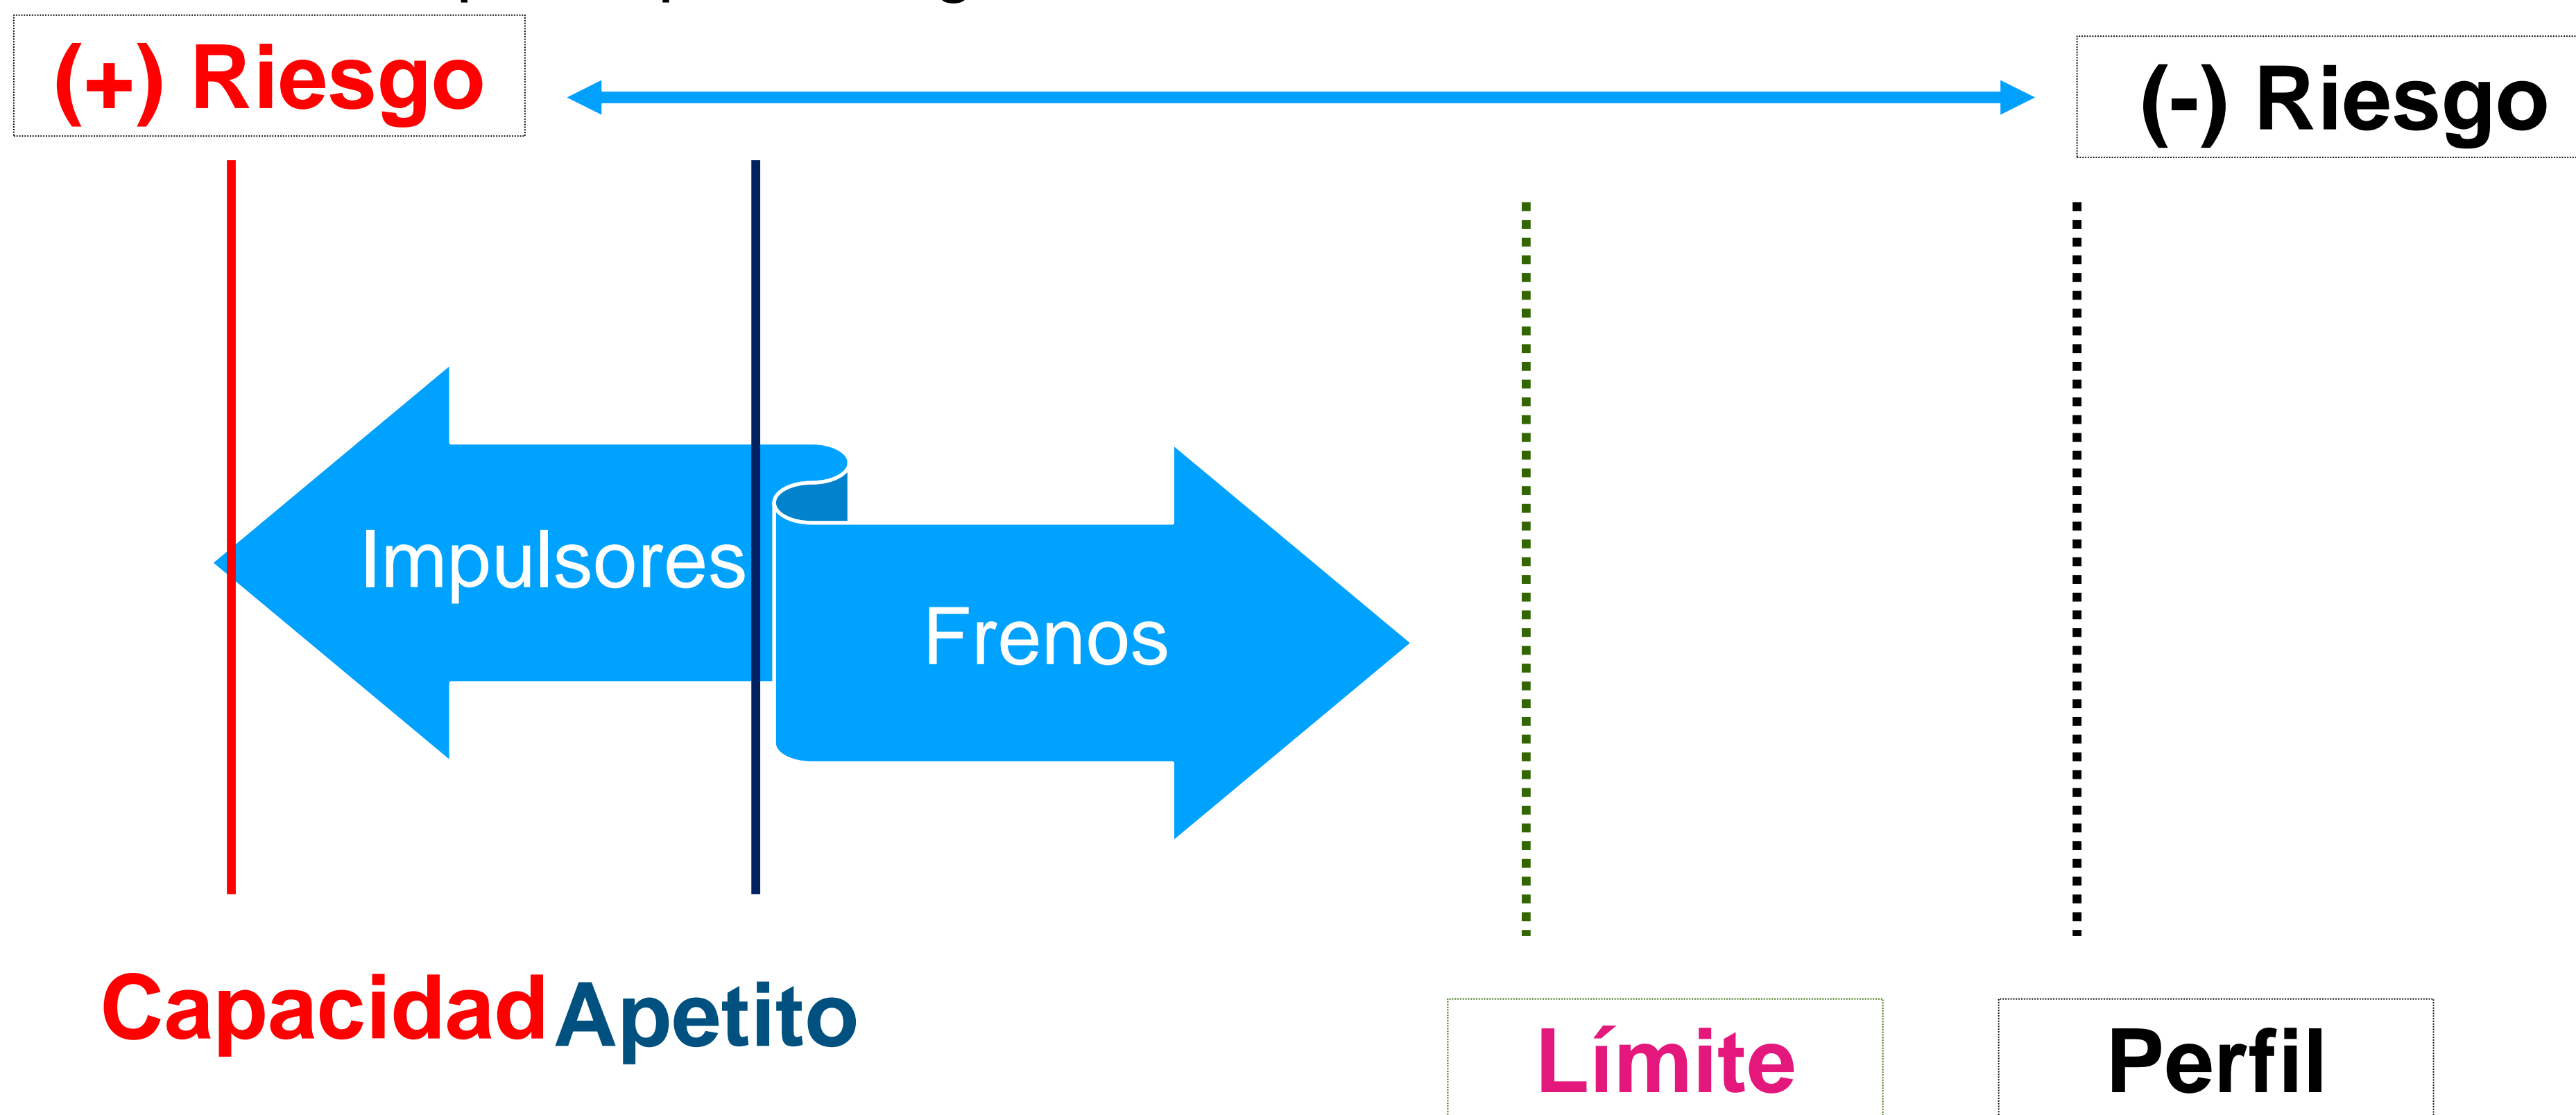 (+) Riesgo
(-) Riesgo
Impulsores
Frenos
Capacidad
Apetito
Límite
Perfil